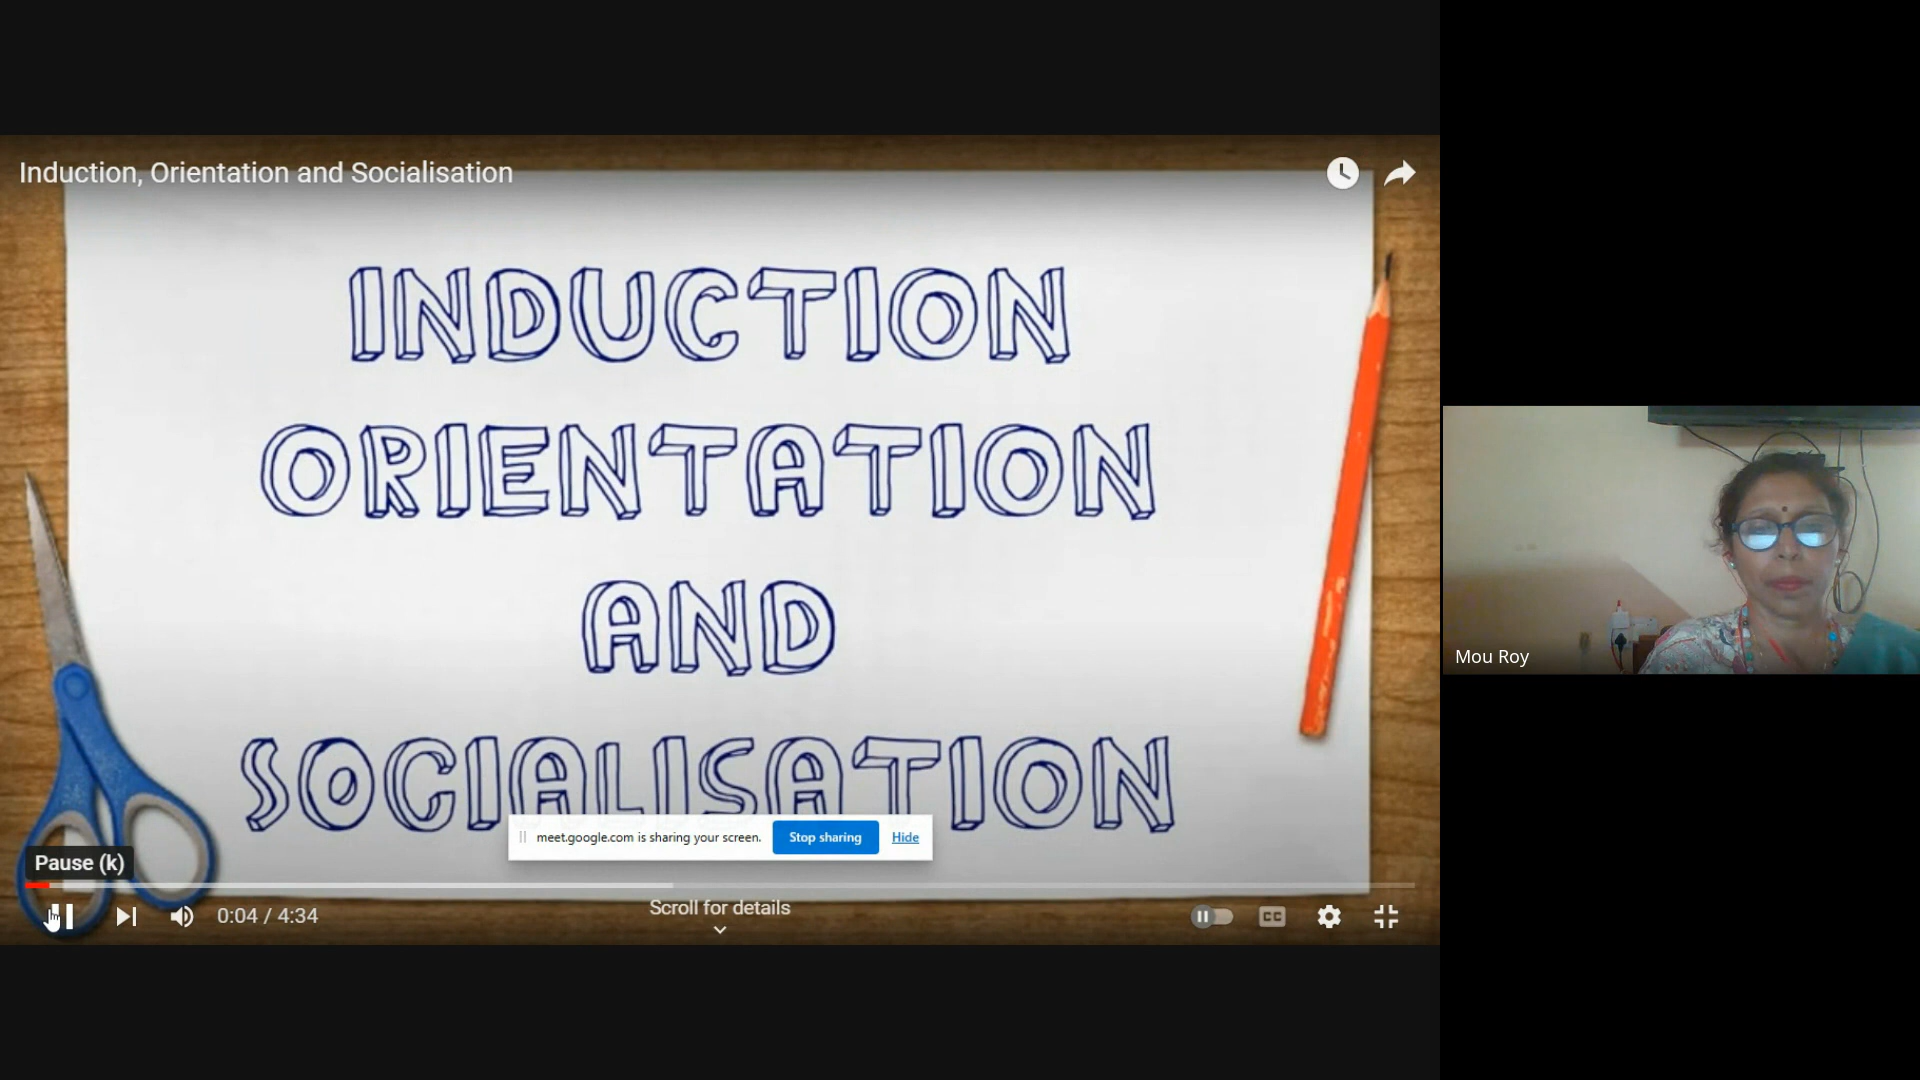 Induction, Orientation and Socialisation
INDUCTION
ORIENTATION
AND
SOCIALISATION
meet.google.com is sharing your screen. Stop sharing Hide
Pause (k)
0:04 / 4:34
Scroll for details
CC
Mou Roy